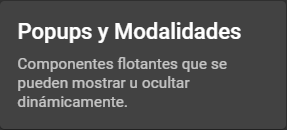 Popups y Modalidades
Componentes flotantes que se
pueden mostrar u ocultar
dinámicamente.